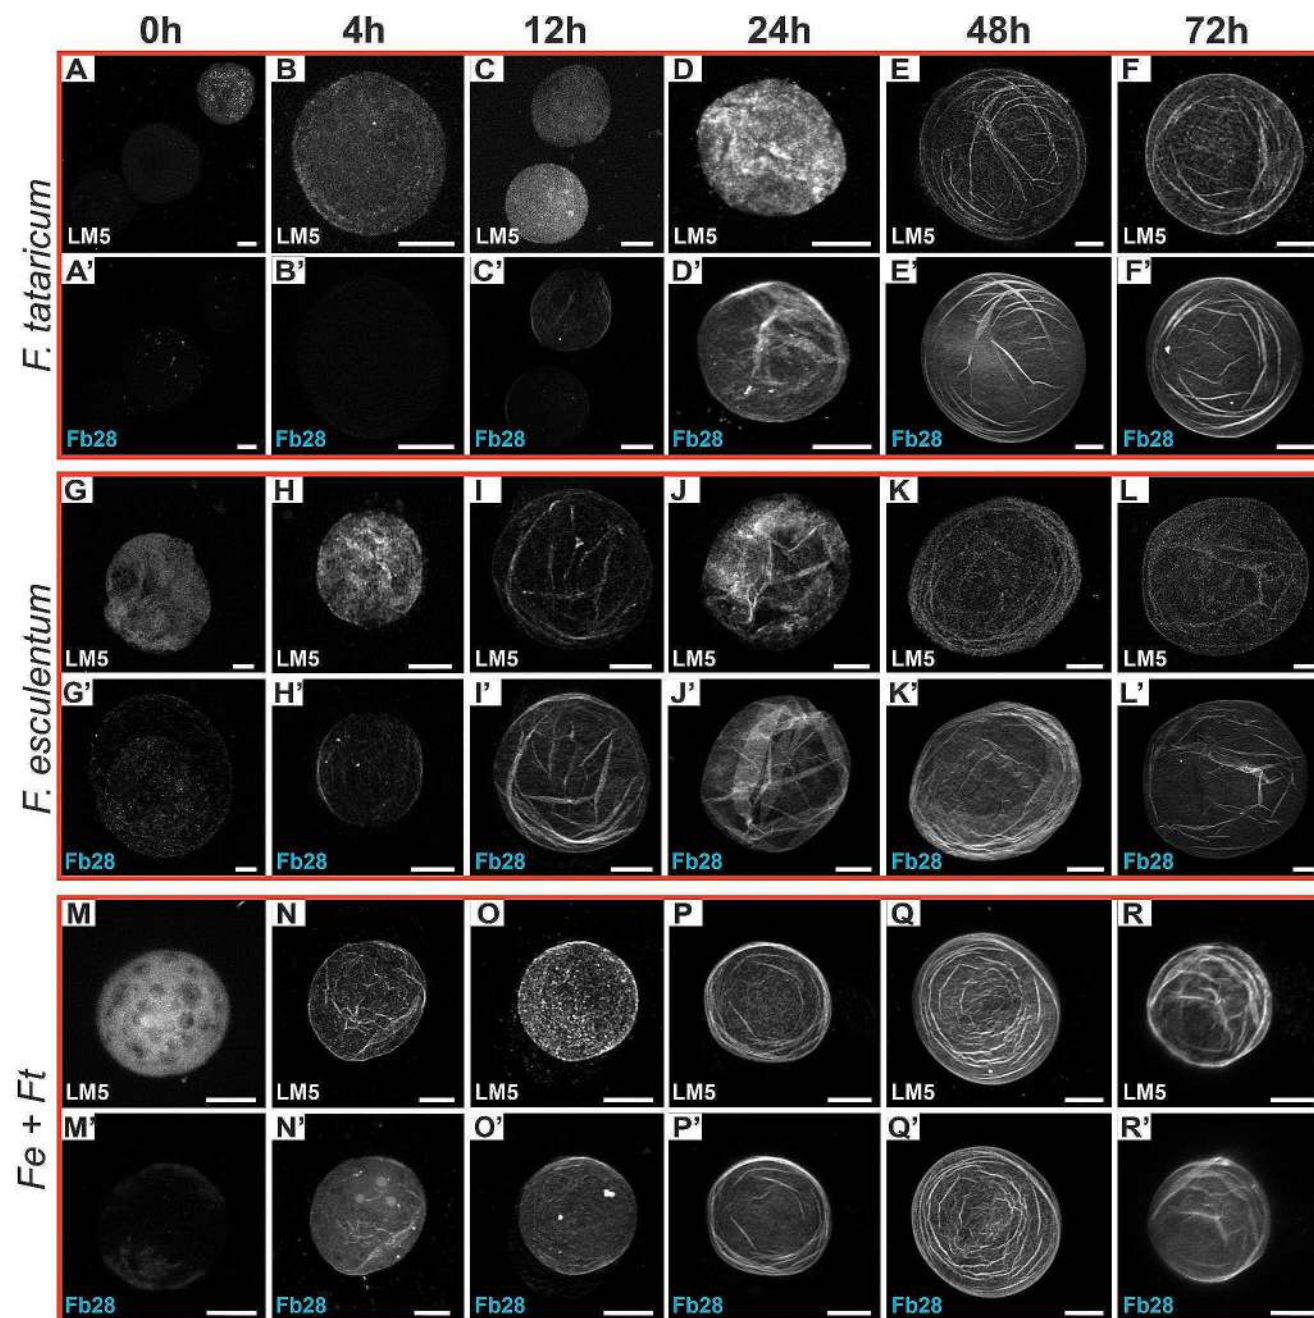 0h 4h 12h 24h 48h 72h
F. tataricum
A B C D E F
LM5 LM5 LM5 LM5 LM5 LM5
A' B' C' D' E' F'
Fb28 Fb28 Fb28 Fb28 Fb28 Fb28
F. esculentum
G H I J K L
LM5 LM5 LM5 LM5 LM5 LM5
G' H' I' J' K' L'
Fb28 Fb28 Fb28 Fb28 Fb28 Fb28
Fe + Ft
M N O P Q R
LM5 LM5 LM5 LM5 LM5 LM5
M' N' O' P' Q' R'
Fb28 Fb28 Fb28 Fb28 Fb28 Fb28